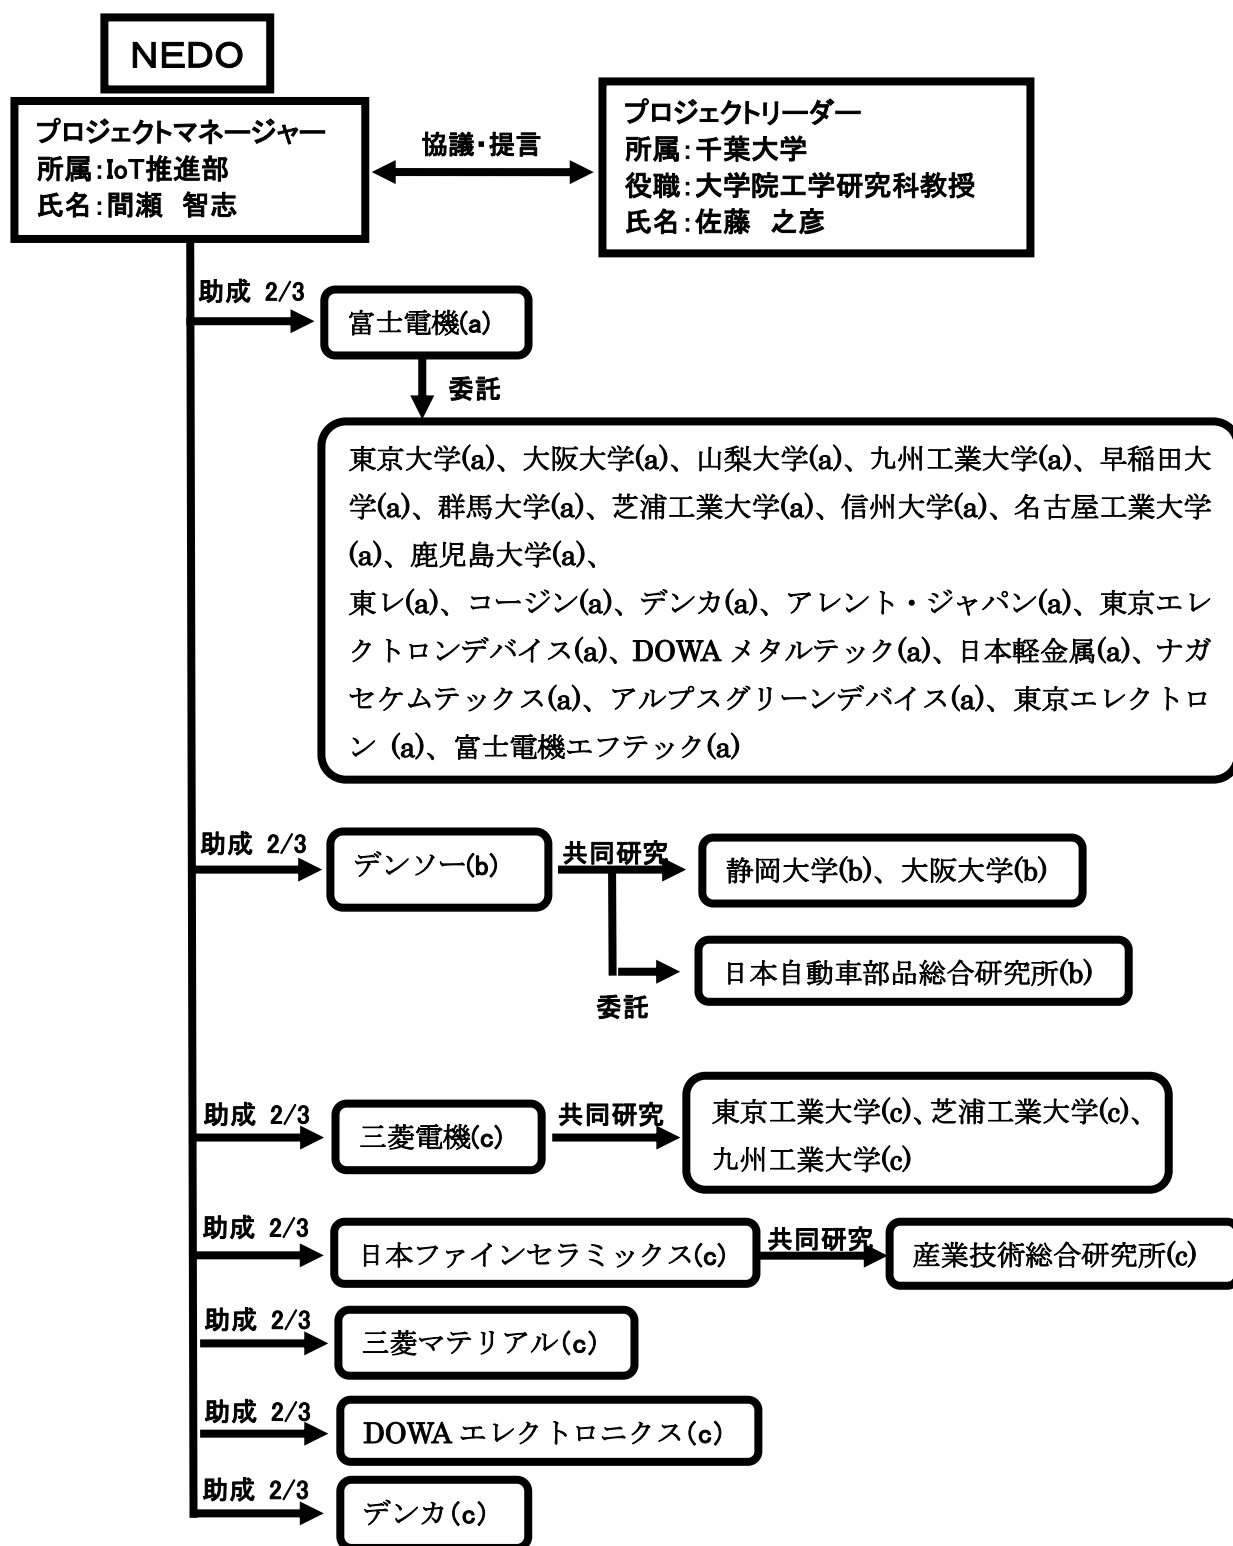 NEDO
プロジェクトマネージャー
所属:IoT推進部
氏名:間瀬　智志
協議・提言
プロジェクトリーダー
所属:千葉大学
役職:大学院工学研究科教授
氏名:佐藤　之彦
助成 2/3
富士電機(a)
委託
東京大学(a)、大阪大学(a)、山梨大学(a)、九州工業大学(a)、早稲田大
学(a)、群馬大学(a)、芝浦工業大学(a)、信州大学(a)、名古屋工業大学
(a)、鹿児島大学(a)、
東レ(a)、コージン(a)、デンカ(a)、アレント・ジャパン(a)、東京エレ
クトロンデバイス(a)、DOWA メタルテック(a)、日本軽金属(a)、ナガ
セケムテックス(a)、アルプスグリーンデバイス(a)、東京エレクトロ
ン (a)、富士電機エフテック(a)
助成 2/3
デンソー(b)
共同研究
静岡大学(b)、大阪大学(b)
日本自動車部品総合研究所(b)
委託
助成 2/3
三菱電機(c)
共同研究
東京工業大学(c)、芝浦工業大学(c)、
九州工業大学(c)
助成 2/3
日本ファインセラミックス(c)
共同研究
産業技術総合研究所(c)
助成 2/3
三菱マテリアル(c)
助成 2/3
DOWA エレクトロニクス(c)
助成 2/3
デンカ(c)